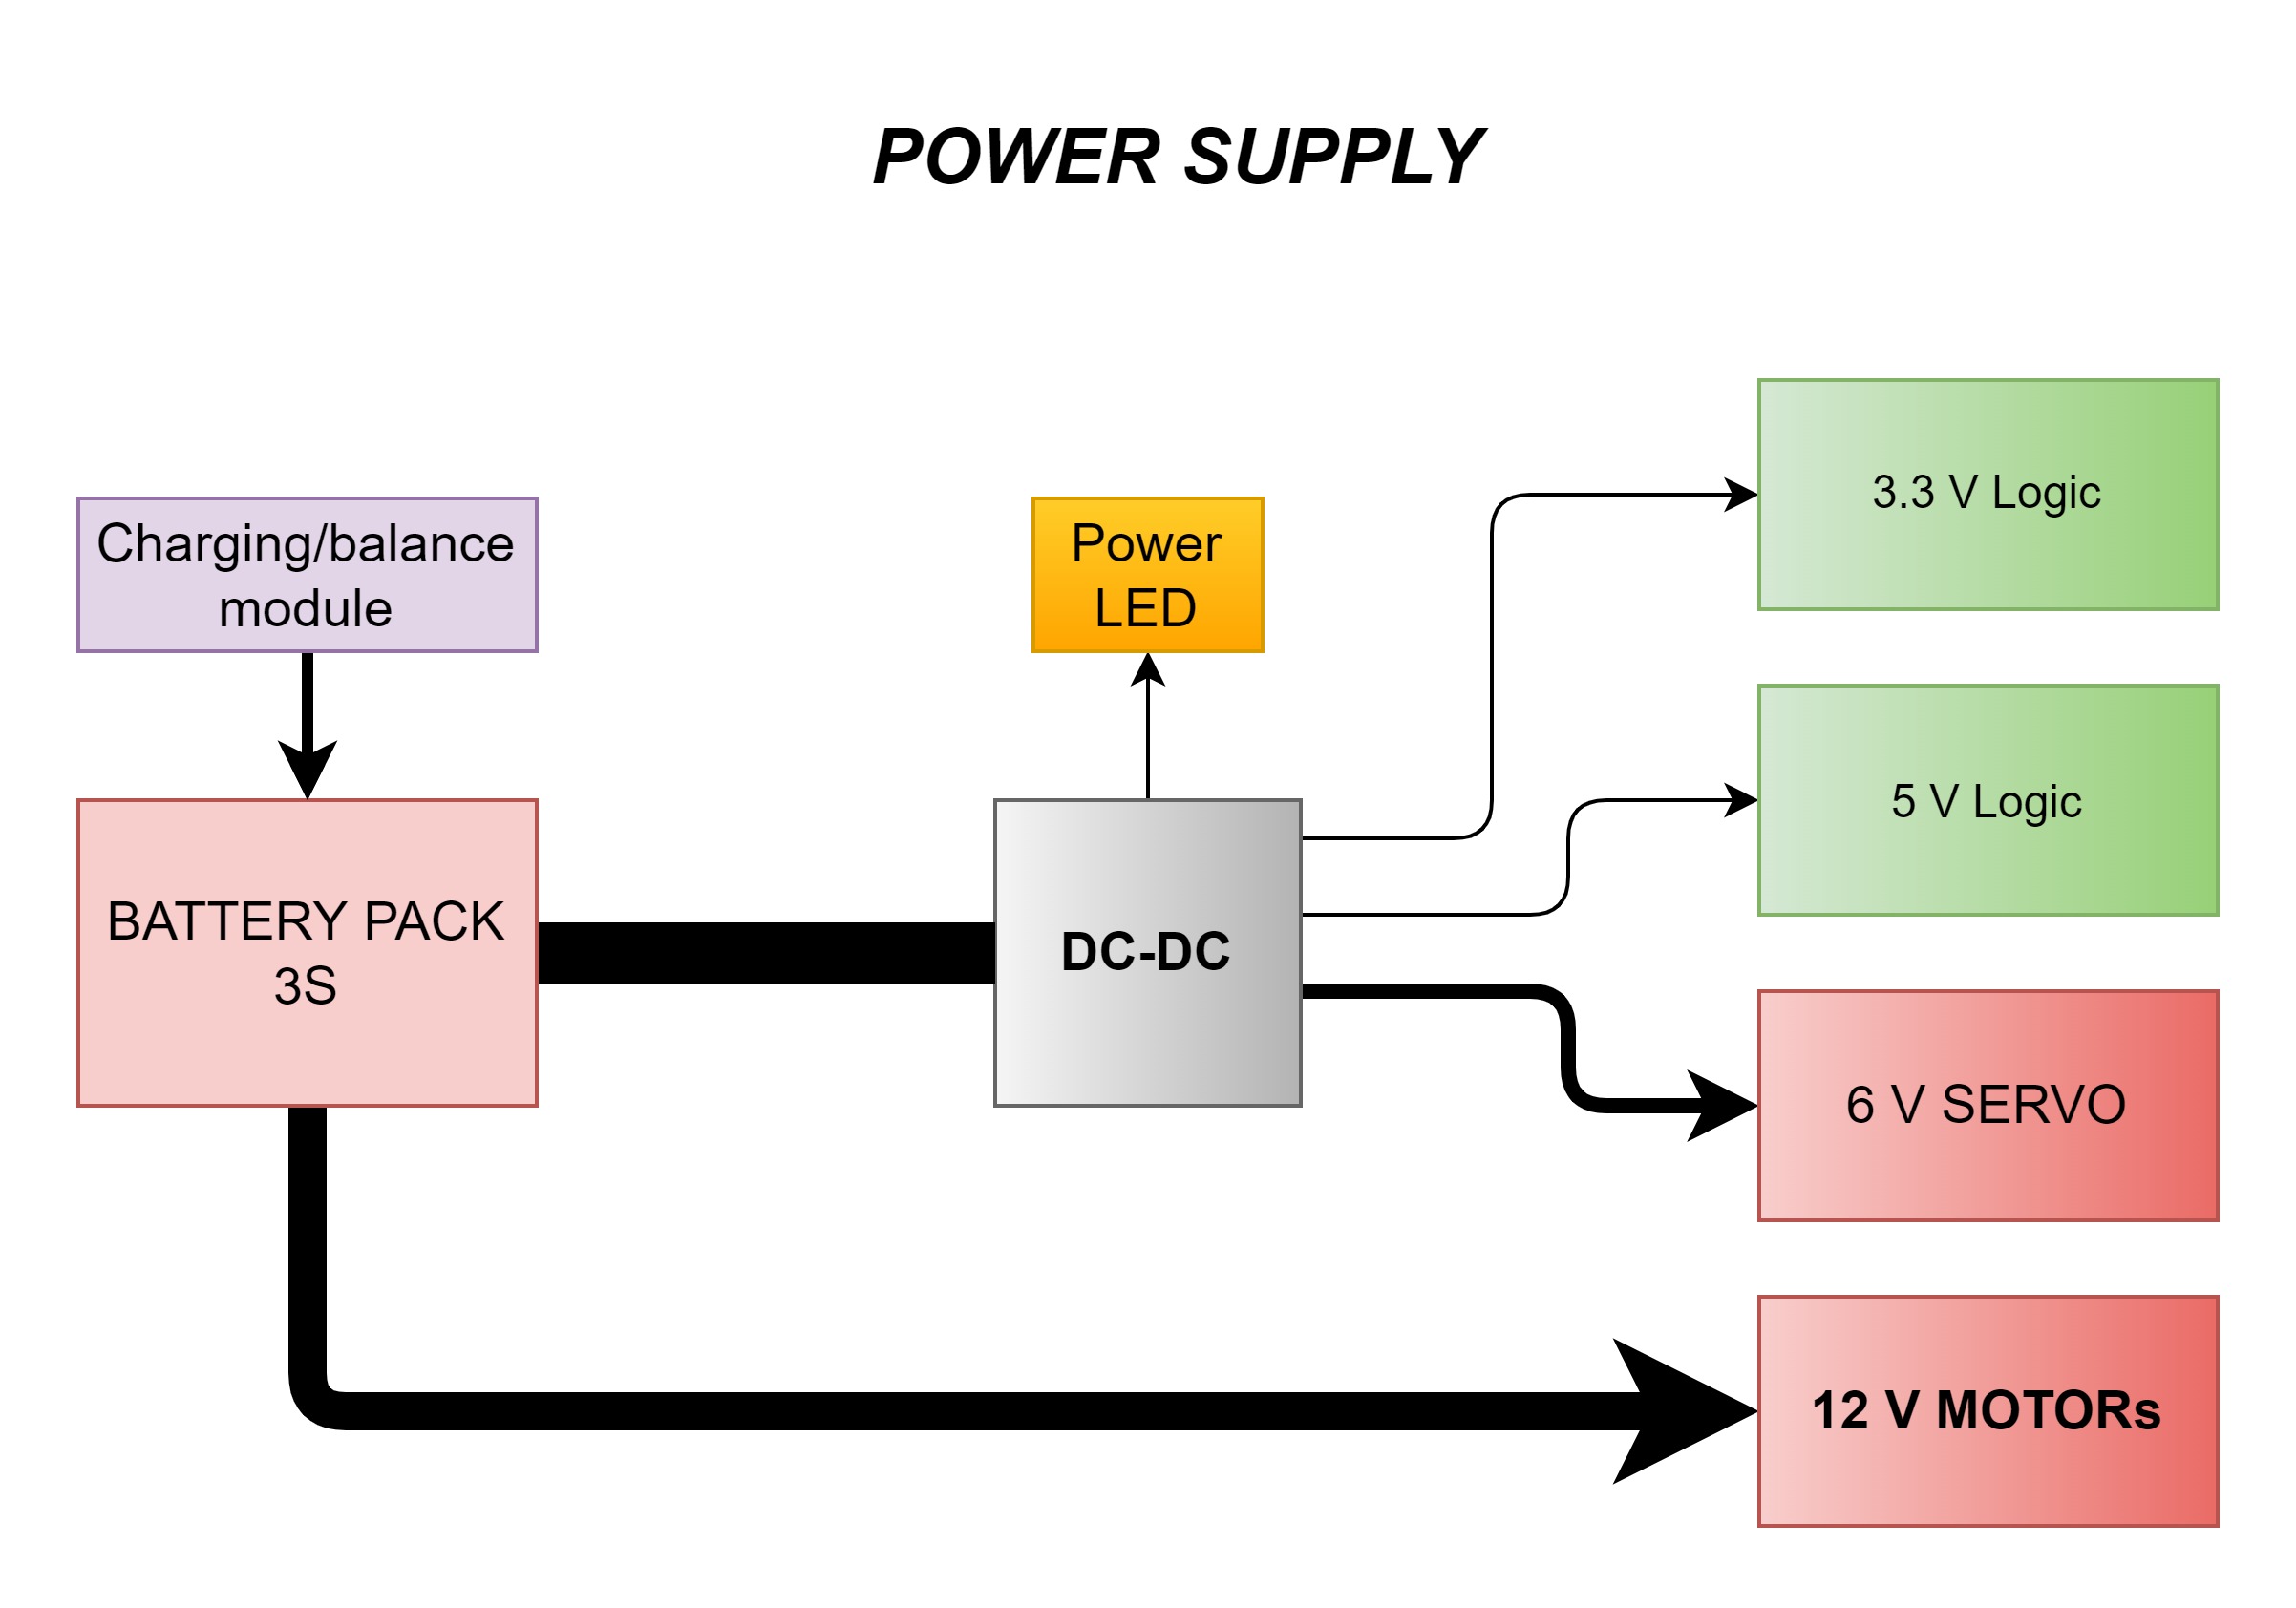 POWER SUPPLY
Charging/balance
module
Power
LED
3.3 V Logic
5 V Logic
BATTERY PACK
3S
DC-DC
6 V SERVO
12 V MOTORs